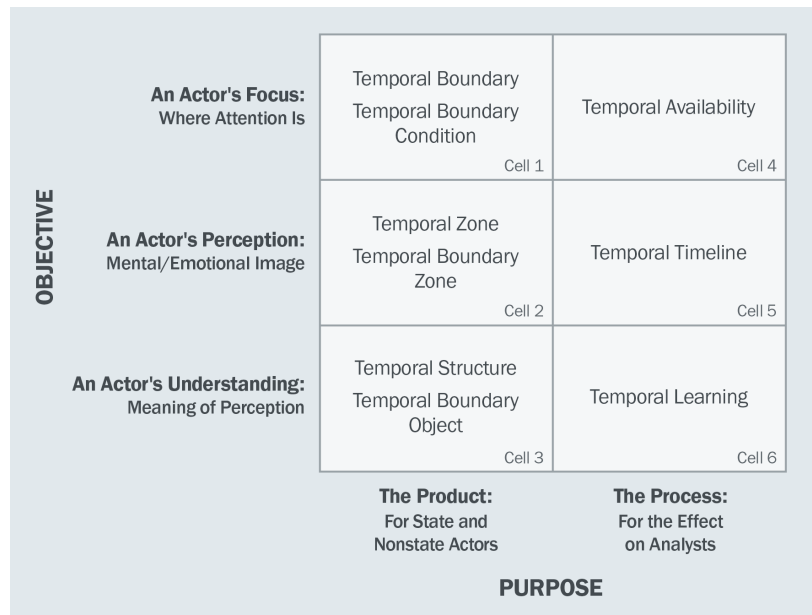 OBJECTIVE
An Actor's Focus:
Where Attention Is
Temporal Boundary
Temporal Boundary
Condition
Cell 1
Temporal Availability
Cell 4
An Actor's Perception:
Mental/Emotional Image
Temporal Zone
Temporal Boundary
Zone
Cell 2
Temporal Timeline
Cell 5
An Actor's Understanding:
Meaning of Perception
Temporal Structure
Temporal Boundary
Object
Cell 3
Temporal Learning
Cell 6
The Product:
For State and
Nonstate Actors
The Process:
For the Effect
on Analysts
PURPOSE